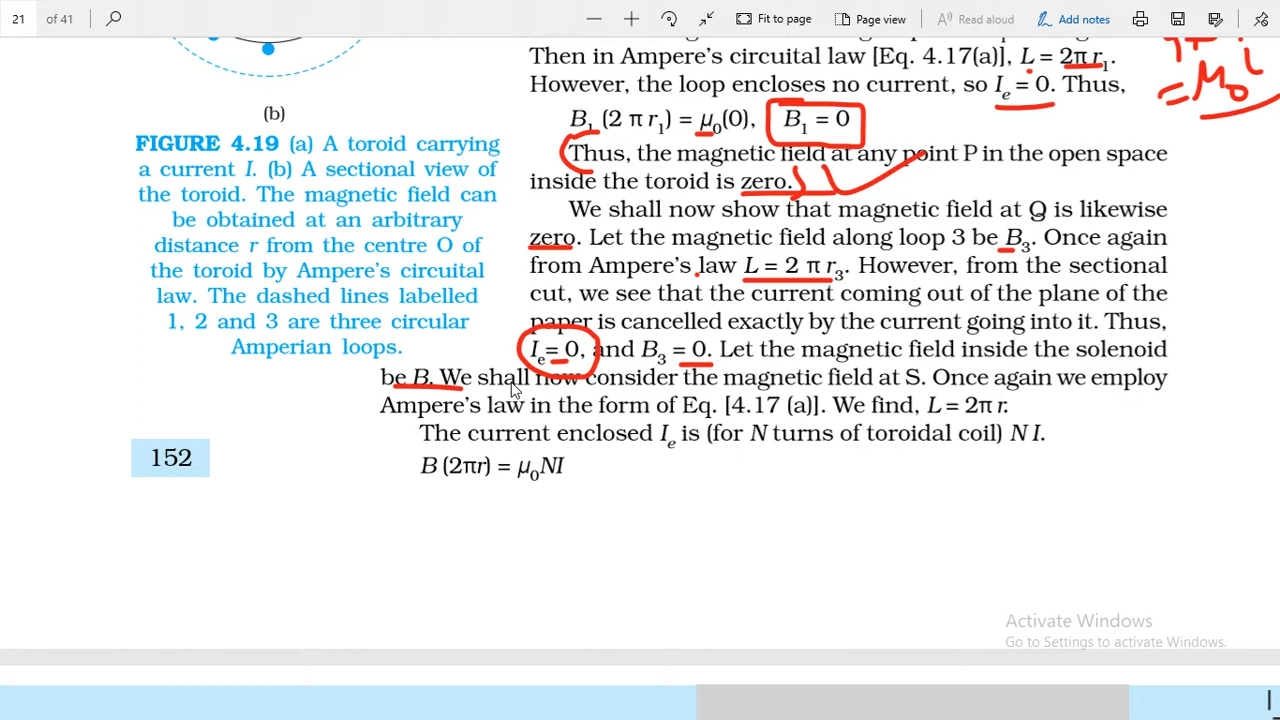 21 of 41
Fit to page
Page view
Read aloud
Add notes
Then in Ampere's circuital law [Eq. 4.17(a)], L = 2π r₁.
However, the loop encloses no current, so Iₑ = 0. Thus,
= μ₀
B₁ (2 π r₁) = μ₀(0), B₁ = 0
Thus, the magnetic field at any point P in the open space
inside the toroid is zero.
We shall now show that magnetic field at Q is likewise
zero. Let the magnetic field along loop 3 be B₃. Once again
from Ampere's law L = 2 π r₃. However, from the sectional
cut, we see that the current coming out of the plane of the
paper is cancelled exactly by the current going into it. Thus,
Iₑ = 0, and B₃ = 0. Let the magnetic field inside the solenoid
be B. We shall now consider the magnetic field at S. Once again we employ
Ampere's law in the form of Eq. [4.17 (a)]. We find, L = 2π r.
The current enclosed Iₑ is (for N turns of toroidal coil) N I.
B (2πr) = μ₀NI
(b)
FIGURE 4.19 (a) A toroid carrying
a current I. (b) A sectional view of
the toroid. The magnetic field can
be obtained at an arbitrary
distance r from the centre O of
the toroid by Ampere's circuital
law. The dashed lines labelled
1, 2 and 3 are three circular
Amperian loops.
152
Activate Windows
Go to Settings to activate Windows.